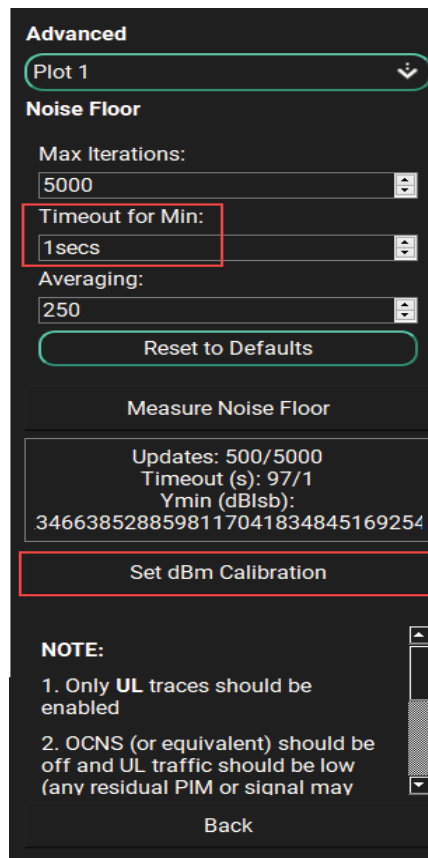 Advanced
Plot 1
Noise Floor
Max Iterations:
5000
Timeout for Min:
1secs
Averaging:
250
Reset to Defaults
Measure Noise Floor
Updates: 500/5000
Timeout (s): 97/1
Ymin (dBlsb):
3466385288598117041834845169254
Set dBm Calibration
NOTE:
1. Only UL traces should be
enabled
2. OCNS (or equivalent) should be
off and UL traffic should be low
(any residual PIM or signal may
Back